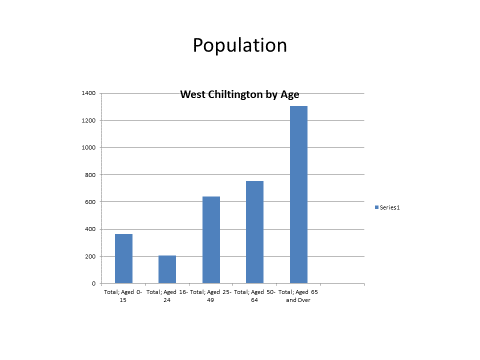 Population
West Chiltington by Age
1400
1200
1000
800
600
400
200
0
Total; Aged 0-
15
Total; Aged 16-
24
Total; Aged 25-
49
Total; Aged 50-
64
Total; Aged 65
and Over
Series1